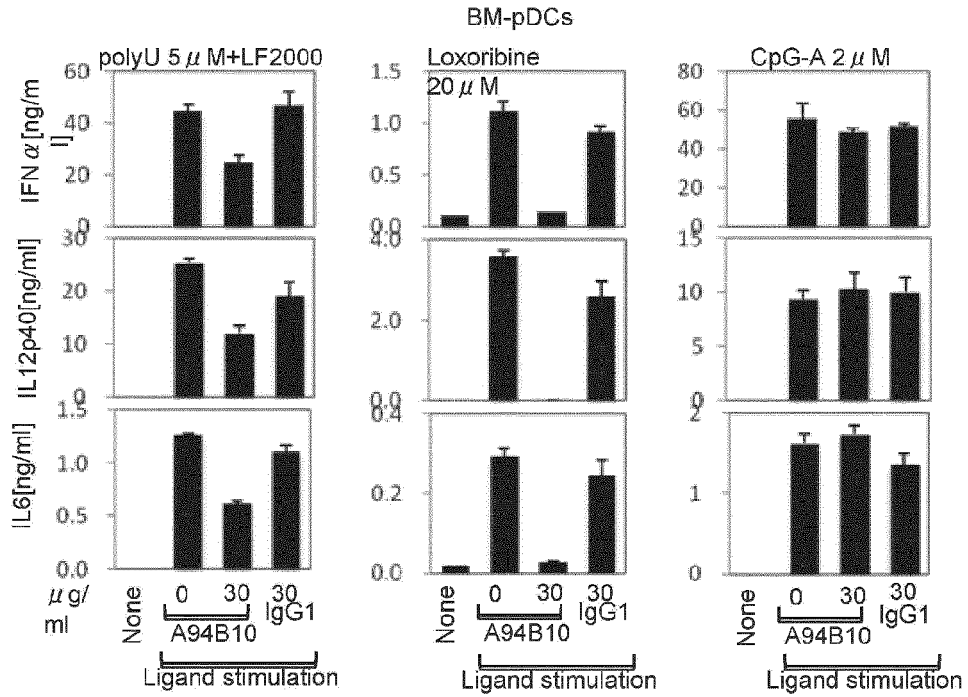 BM-pDCs
polyU 5 μ M+LF2000
Loxoribine
20 μ M
CpG-A 2 μ M
IFN α[ng/m
l]
60
40
20
0
1.5
1.0
0.5
0.0
80
60
40
20
0
IL12p40[ng/ml]
30
20
10
0
4.0
2.0
0.0
15
10
5
0
IL6[ng/ml]
1.5
1.0
0.5
0.0
0.4
0.2
0.0
2
1
0
μ g/
ml
None 0 30 30
IgG1
A94B10
Ligand stimulation
None 0 30 30
IgG1
A94B10
Ligand stimulation
None 0 30 30
IgG1
A94B10
Ligand stimulation